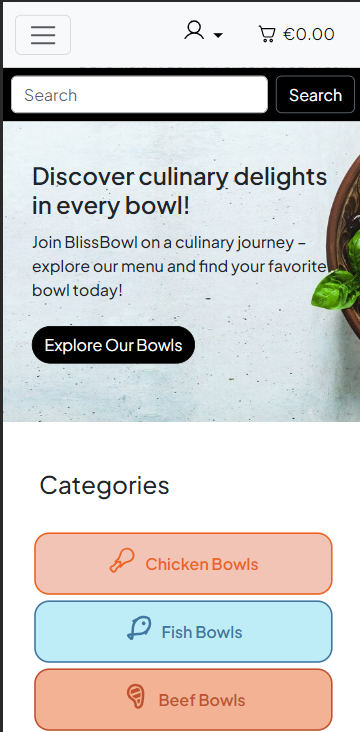 €0.00
Search
Search
Discover culinary delights
in every bowl!
Join BlissBowl on a culinary journey –
explore our menu and find your favorite
bowl today!
Explore Our Bowls
Categories
Chicken Bowls
Fish Bowls
Beef Bowls